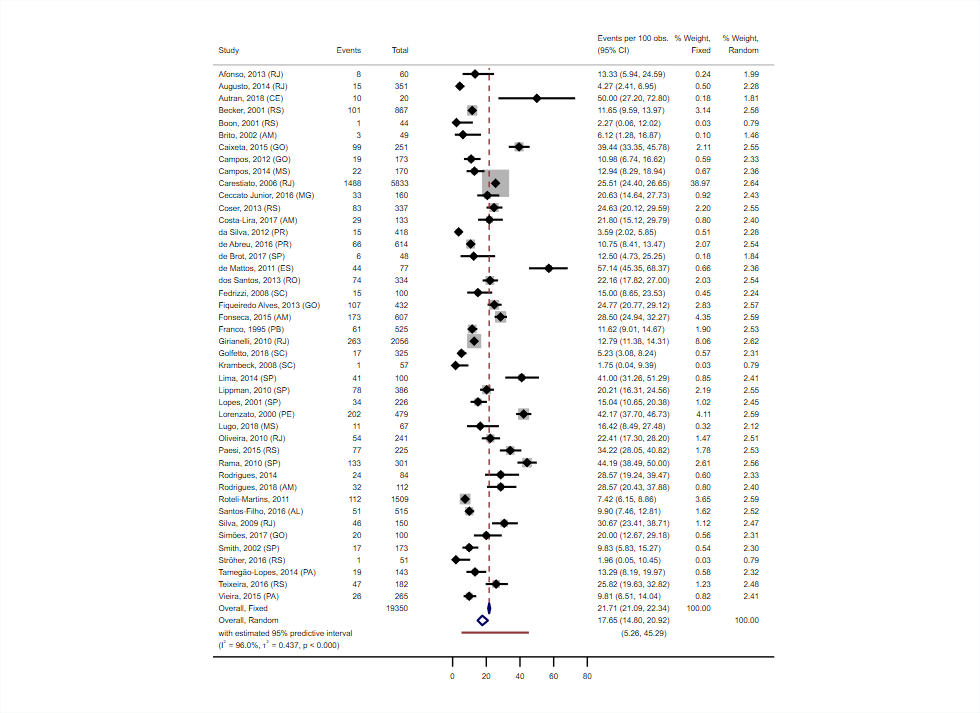 Events per 100 obs. % Weight, % Weight,
Study Events Total (95% CI) Fixed Random
Afonso, 2013 (RJ) 8 60 13.33 (5.94, 24.59) 0.24 1.99
Augusto, 2014 (RJ) 15 351 4.27 (2.41, 6.95) 0.50 2.28
Autran, 2018 (CE) 10 20 50.00 (27.20, 72.80) 0.18 1.81
Becker, 2001 (RS) 101 867 11.65 (9.59, 13.97) 3.14 2.58
Boon, 2001 (RS) 1 44 2.27 (0.06, 12.02) 0.03 0.79
Brito, 2002 (AM) 3 49 6.12 (1.28, 16.87) 0.10 1.46
Caixeta, 2015 (GO) 99 251 39.44 (33.35, 45.78) 2.11 2.55
Campos, 2012 (GO) 19 173 10.98 (6.74, 16.62) 0.59 2.33
Campos, 2014 (MS) 22 170 12.94 (8.29, 18.94) 0.67 2.36
Carestiato, 2006 (RJ) 1488 5833 25.51 (24.40, 26.65) 38.97 2.64
Ceccato Junior, 2016 (MG) 33 160 20.63 (14.64, 27.73) 0.92 2.43
Coser, 2013 (RS) 83 337 24.63 (20.12, 29.59) 2.20 2.55
Costa-Lira, 2017 (AM) 29 133 21.80 (15.12, 29.79) 0.80 2.40
da Silva, 2012 (PR) 15 418 3.59 (2.02, 5.85) 0.51 2.28
de Abreu, 2016 (PR) 66 614 10.75 (8.41, 13.47) 2.07 2.54
de Brot, 2017 (SP) 6 48 12.50 (4.73, 25.25) 0.18 1.84
de Mattos, 2011 (ES) 44 77 57.14 (45.35, 68.37) 0.66 2.36
dos Santos, 2013 (RO) 74 334 22.16 (17.82, 27.00) 2.03 2.54
Fedrizzi, 2008 (SC) 15 100 15.00 (8.65, 23.53) 0.45 2.24
Figueiredo Alves, 2013 (GO) 107 432 24.77 (20.77, 29.12) 2.83 2.57
Fonseca, 2015 (AM) 173 607 28.50 (24.94, 32.27) 4.35 2.59
Franco, 1995 (PB) 61 525 11.62 (9.01, 14.67) 1.90 2.53
Girianelli, 2010 (RJ) 263 2056 12.79 (11.38, 14.31) 8.06 2.62
Golfetto, 2018 (SC) 17 325 5.23 (3.08, 8.24) 0.57 2.31
Krambeck, 2008 (SC) 1 57 1.75 (0.04, 9.39) 0.03 0.79
Lima, 2014 (SP) 41 100 41.00 (31.26, 51.29) 0.85 2.41
Lippman, 2010 (SP) 78 386 20.21 (16.31, 24.56) 2.19 2.55
Lopes, 2001 (SP) 34 226 15.04 (10.65, 20.38) 1.02 2.45
Lorenzato, 2000 (PE) 202 479 42.17 (37.70, 46.73) 4.11 2.59
Lugo, 2018 (MS) 11 67 16.42 (8.49, 27.48) 0.32 2.12
Oliveira, 2010 (RJ) 54 241 22.41 (17.30, 28.20) 1.47 2.51
Paesi, 2015 (RS) 77 225 34.22 (28.05, 40.82) 1.78 2.53
Rama, 2010 (SP) 133 301 44.19 (38.49, 50.00) 2.61 2.56
Rodrigues, 2014 24 84 28.57 (19.24, 39.47) 0.60 2.33
Rodrigues, 2018 (AM) 32 112 28.57 (20.43, 37.88) 0.80 2.40
Roteli-Martins, 2011 112 1509 7.42 (6.15, 8.86) 3.65 2.59
Santos-Filho, 2016 (AL) 51 515 9.90 (7.46, 12.81) 1.62 2.52
Silva, 2009 (RJ) 46 150 30.67 (23.41, 38.71) 1.12 2.47
Simões, 2017 (GO) 20 100 20.00 (12.67, 29.18) 0.56 2.31
Smith, 2002 (SP) 17 173 9.83 (5.83, 15.27) 0.54 2.30
Ströher, 2016 (RS) 1 51 1.96 (0.05, 10.45) 0.03 0.79
Tamegão-Lopes, 2014 (PA) 19 143 13.29 (8.19, 19.97) 0.58 2.32
Teixeira, 2016 (RS) 47 182 25.82 (19.63, 32.82) 1.23 2.48
Vieira, 2015 (PA) 26 265 9.81 (6.51, 14.04) 0.82 2.41
Overall, Fixed 19350 21.71 (21.09, 22.34) 100.00
Overall, Random 17.65 (14.80, 20.92) 100.00
with estimated 95% predictive interval (5.26, 45.29)
(I² = 96.0%, τ² = 0.437, p < 0.000)
0 20 40 60 80